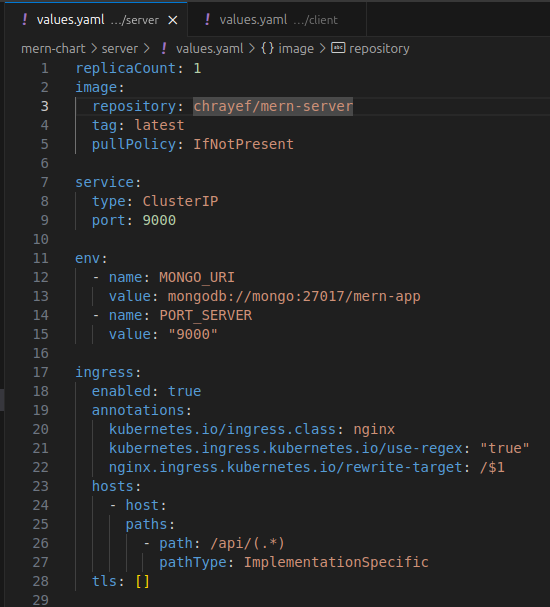 ! values.yaml .../server ×
! values.yaml .../client
mern-chart > server > ! values.yaml > {} image > abc repository
1 replicaCount: 1
2 image:
3   repository: chrayef/mern-server
4   tag: latest
5   pullPolicy: IfNotPresent
6
7 service:
8   type: ClusterIP
9   port: 9000
10
11 env:
12   - name: MONGO_URI
13     value: mongodb://mongo:27017/mern-app
14   - name: PORT_SERVER
15     value: "9000"
16
17 ingress:
18   enabled: true
19   annotations:
20     kubernetes.io/ingress.class: nginx
21     kubernetes.ingress.kubernetes.io/use-regex: "true"
22     nginx.ingress.kubernetes.io/rewrite-target: /$1
23   hosts:
24     - host:
25       paths:
26         - path: /api/(.*)
27           pathType: ImplementationSpecific
28   tls: []
29